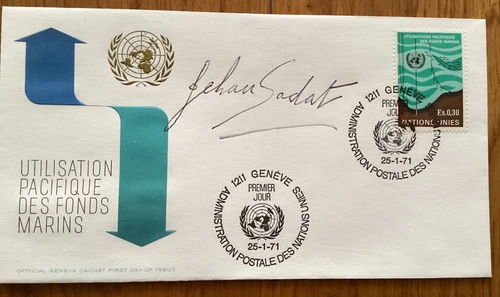 Jehan Sadat
UTILISATION PACIFIQUE
DES FONDS MARINS
Fs.0,30
NATIONS UNIES
1211 GENÈVE
PREMIER
JOUR
25-1-71
ADMINISTRATION POSTALE DES NATIONS UNIES
UTILISATION
PACIFIQUE
DES FONDS
MARINS
1211 GENÈVE
PREMIER
JOUR
25-1-71
ADMINISTRATION POSTALE DES NATIONS UNIES
OFFICIAL GENEVA CACHET FIRST DAY OF ISSUE